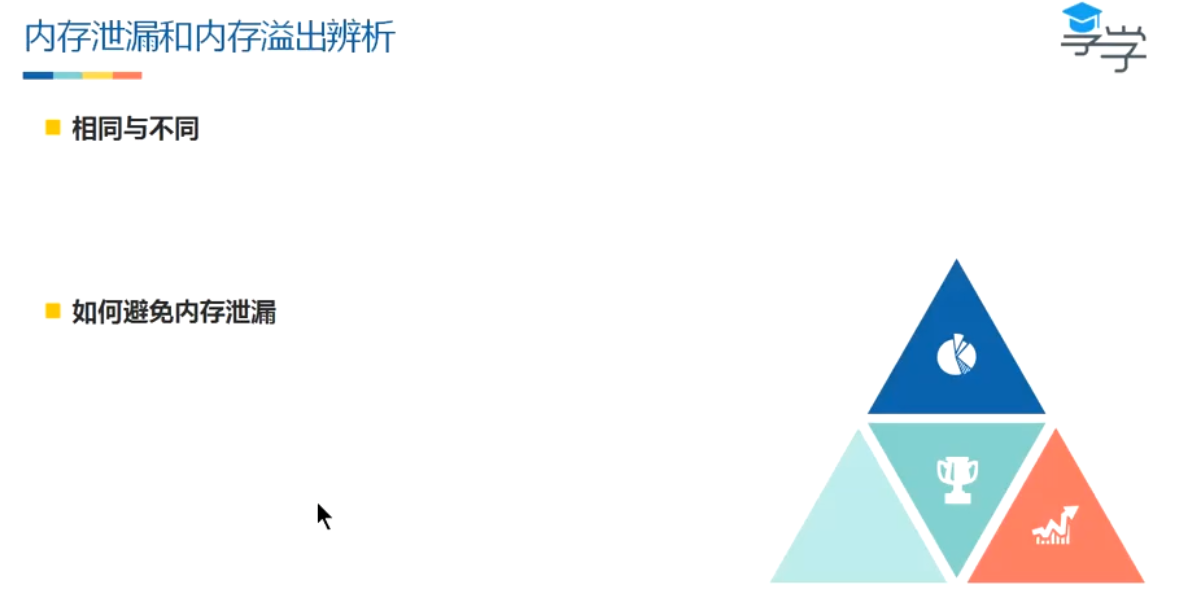 内存泄漏和内存溢出辨析
享学
相同与不同
如何避免内存泄漏